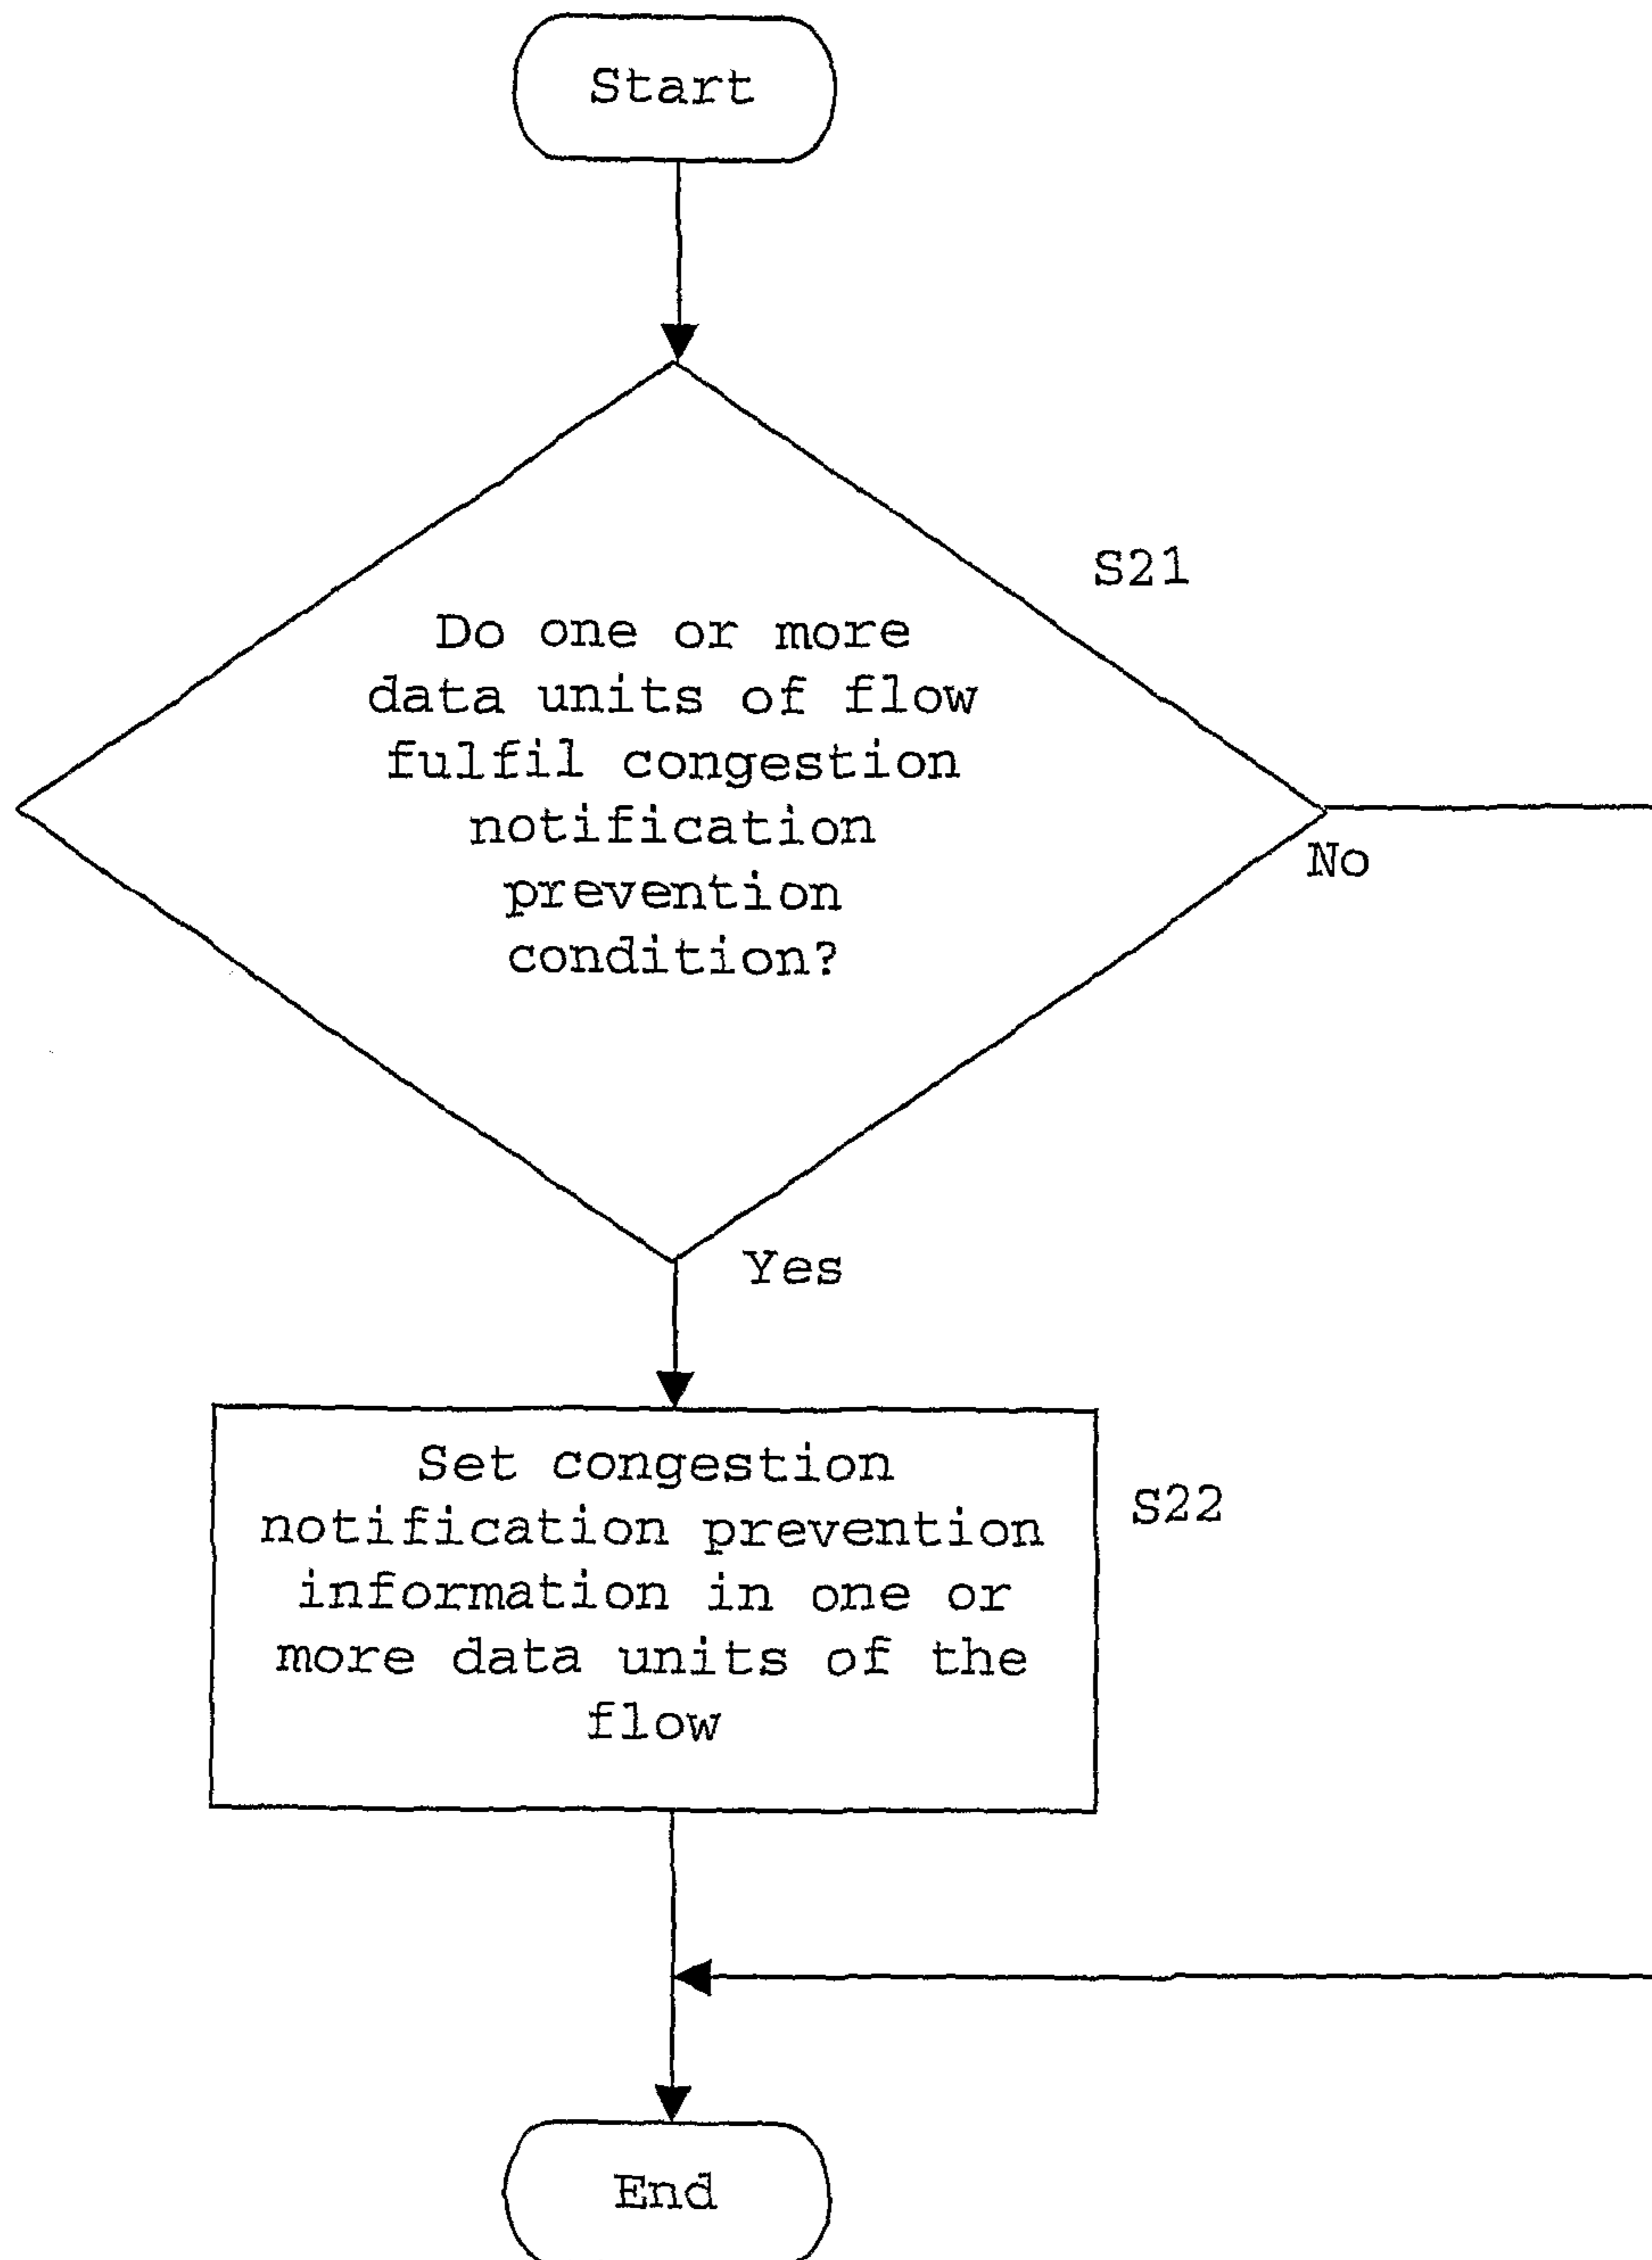 Start
S21
Do one or more
data units of flow
fulfil congestion
notification
prevention
condition?
No
Yes
Set congestion
notification prevention
information in one or
more data units of the
flow
S22
End